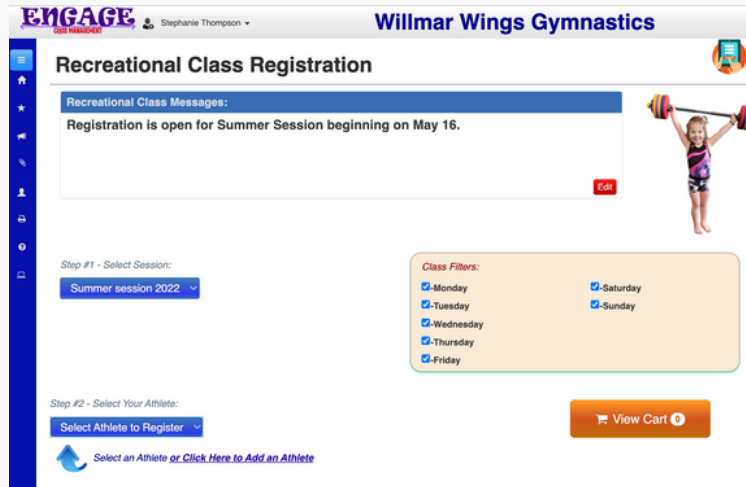 ENGAGE
CLASS MANAGEMENT
Stephanie Thompson
Willmar Wings Gymnastics
Recreational Class Registration
Recreational Class Messages:
Registration is open for Summer Session beginning on May 16.
Edit
Step #1 - Select Session:
Summer session 2022
Class Filters:
-Monday
-Saturday
-Tuesday
-Sunday
-Wednesday
-Thursday
-Friday
Step #2 - Select Your Athlete:
Select Athlete to Register
View Cart 0
Select an Athlete or Click Here to Add an Athlete